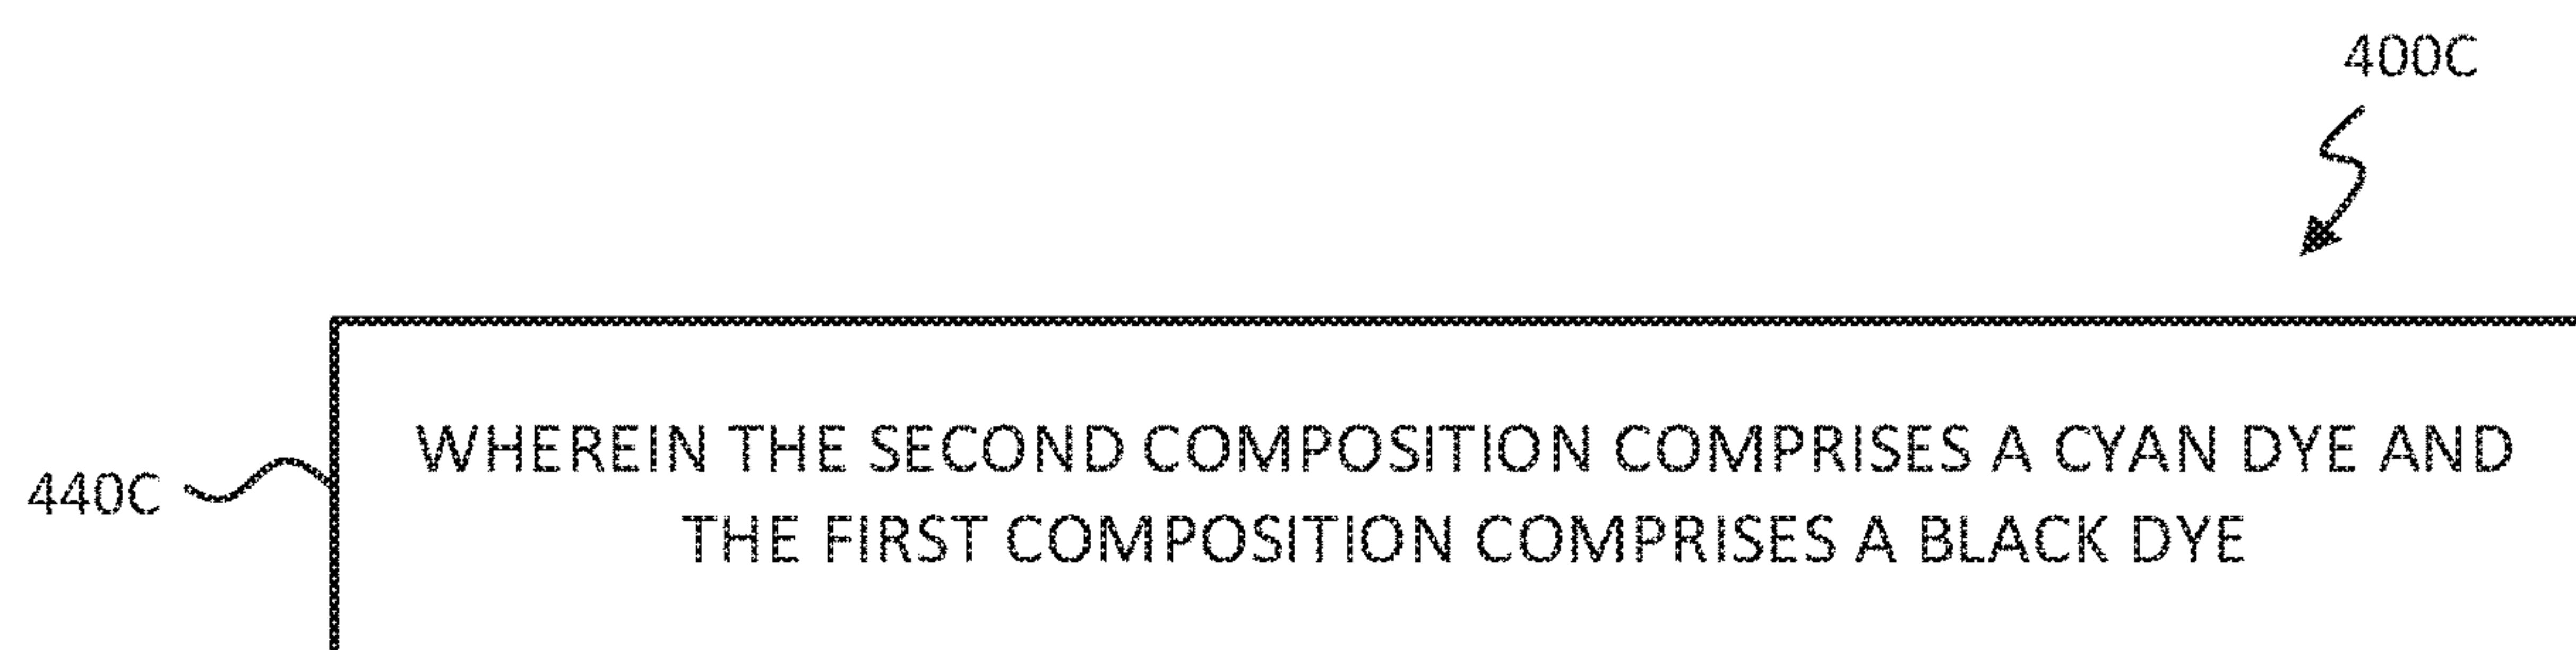 400C
WHEREIN THE SECOND COMPOSITION COMPRISES A CYAN DYE AND
440C
THE FIRST COMPOSITION COMPRISES A BLACK DYE